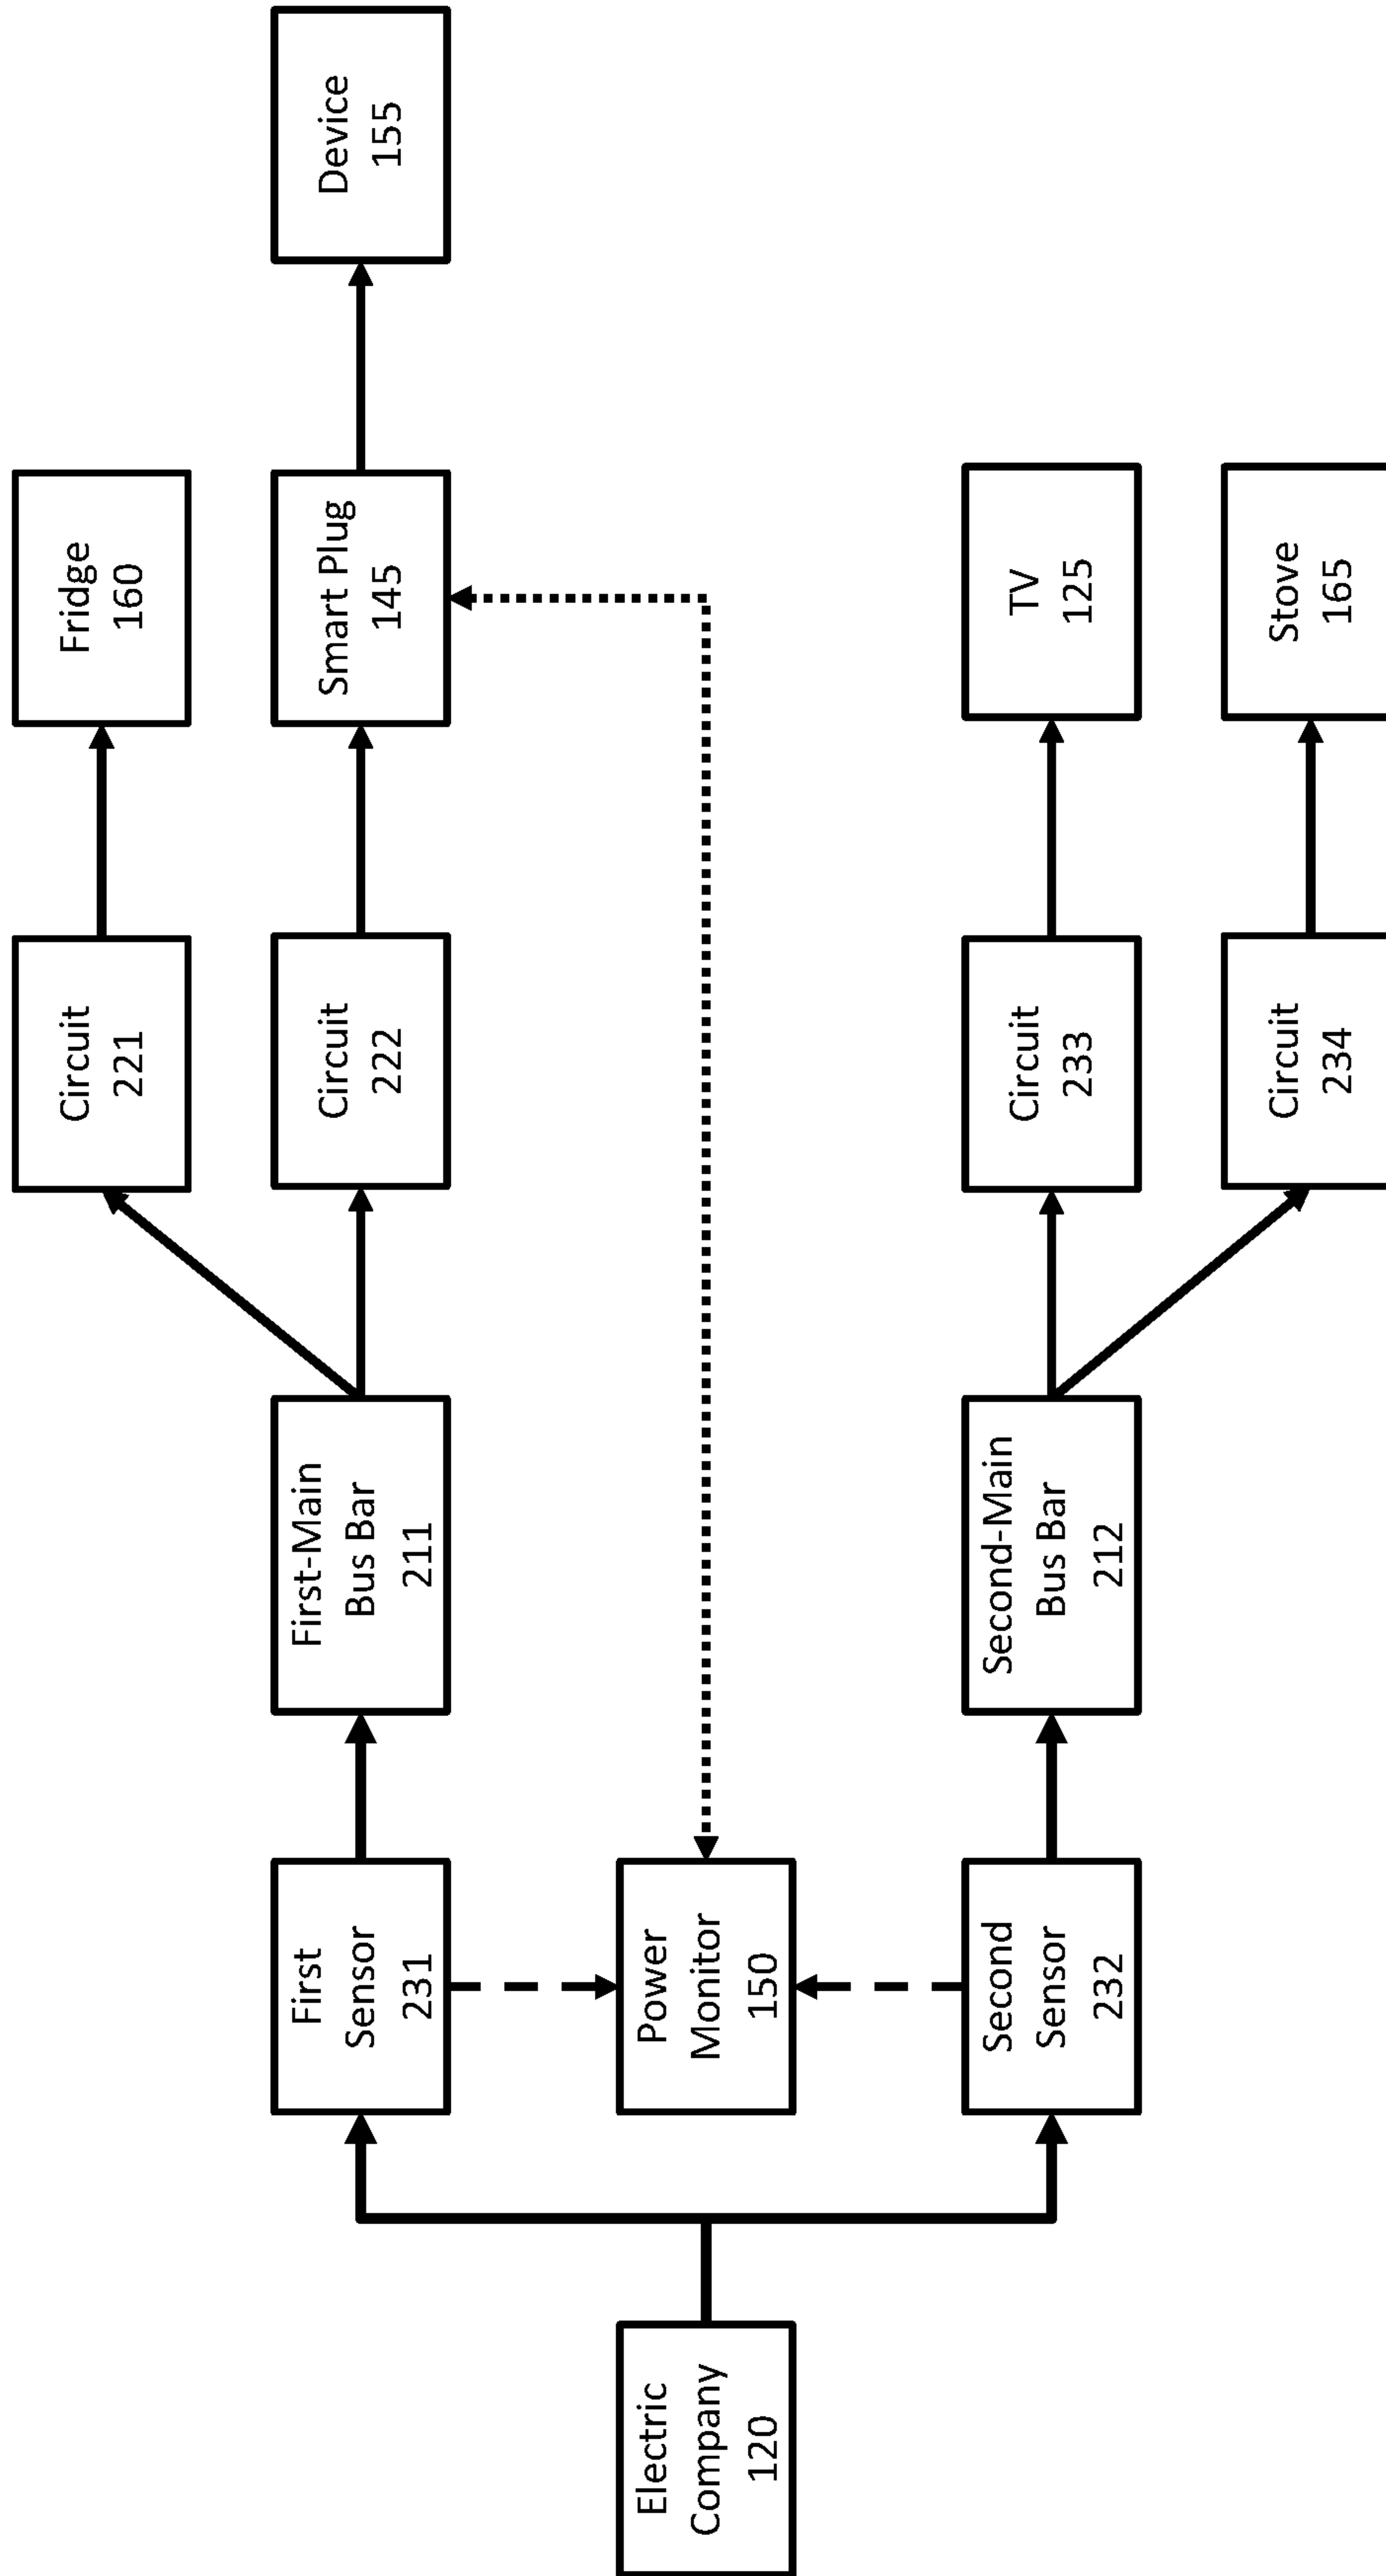 Electric
Company
120
First
Sensor
231
Power
Monitor
150
Second
Sensor
232
First-Main
Bus Bar
211
Second-Main
Bus Bar
212
Circuit
221
Circuit
222
Circuit
233
Circuit
234
Fridge
160
Smart Plug
145
TV
125
Stove
165
Device
155